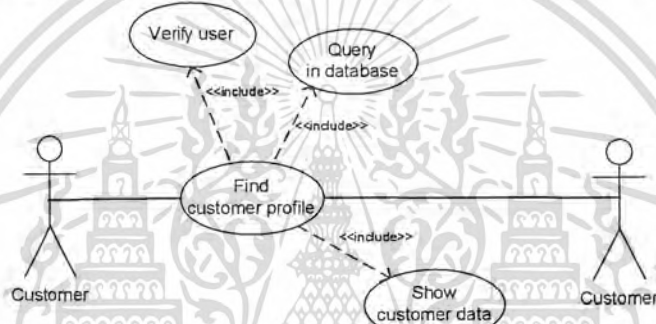 Verify user
Query
in database
<<include>>
<<include>>
Find
customer profile
<<include>>
Customer
Show
customer data
Customer